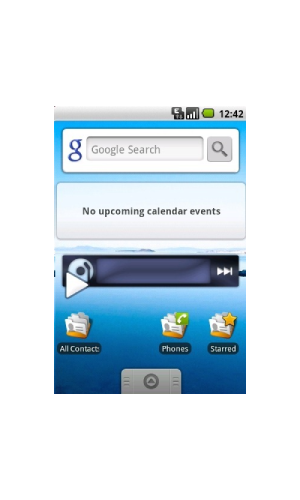 12:42
g Google Search
No upcoming calendar events
All Contacts
Phones
Starred